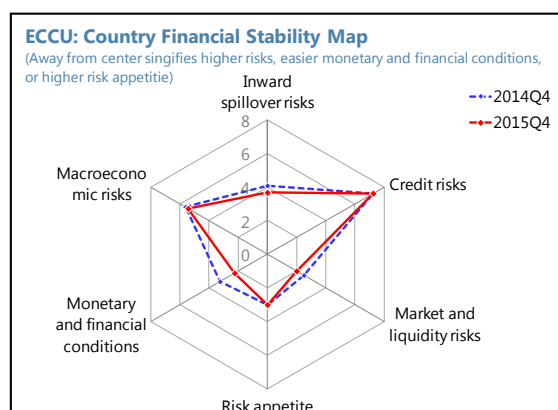 ECCU: Country Financial Stability Map
(Away from center singifies higher risks, easier monetary and financial conditions,
or higher risk appetitie)
Inward
spillover risks
2014Q4
2015Q4
8
6
4
2
0
Macroecono
mic risks
Credit risks
Monetary
and financial
conditions
Market and
liquidity risks
Risk appetite